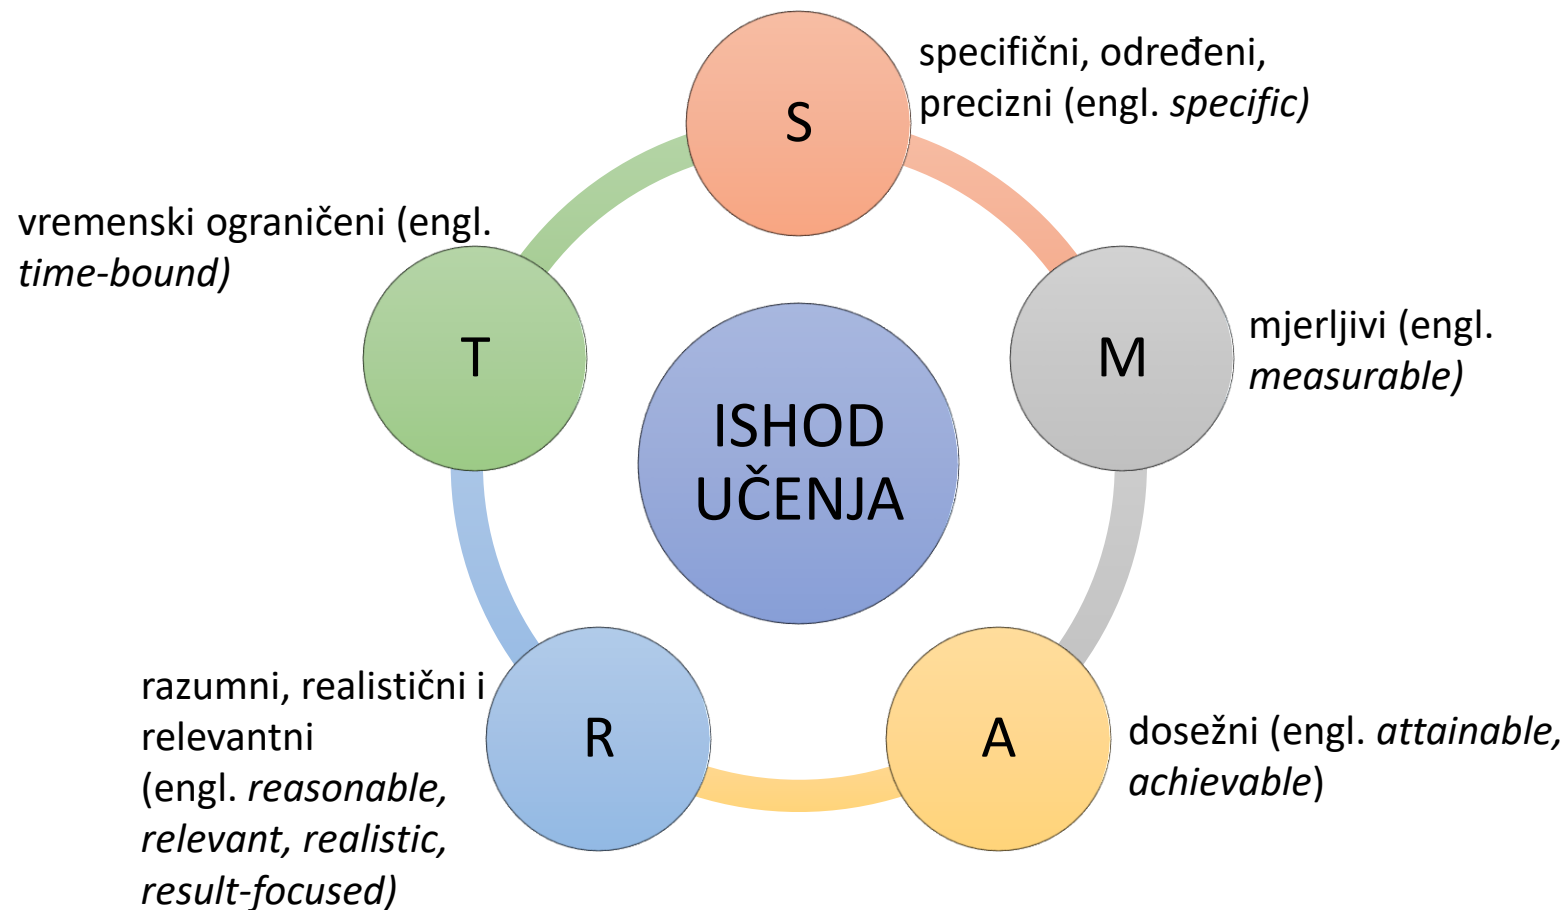 S
specifični, određeni,
precizni (engl. specific)
M
mjerljivi (engl.
measurable)
A
dosežni (engl. attainable,
achievable)
R
razumni, realistični i
relevantni
(engl. reasonable,
relevant, realistic,
result-focused)
T
vremenski ograničeni (engl.
time-bound)
ISHOD
UČENJA